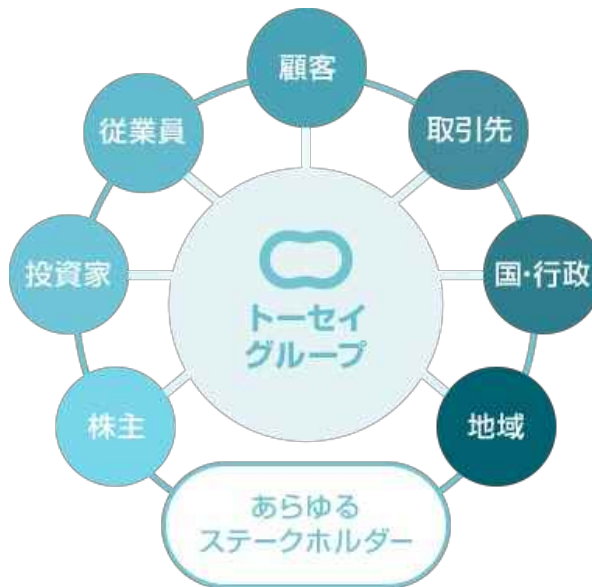 顧客
従業員
取引先
投資家
国・行政
トーセイ
グループ
株主
地域
あらゆる
ステークホルダー